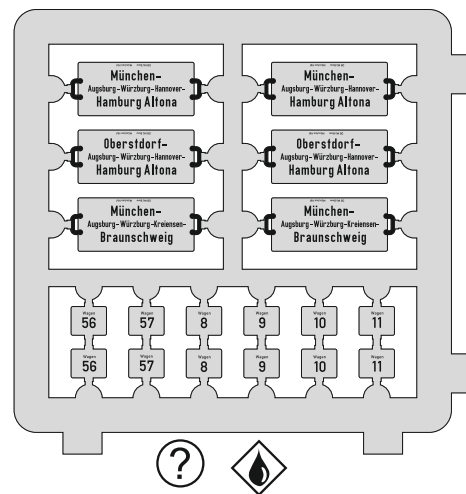 München-
Augsburg-Würzburg-Hannover-
Hamburg Altona
München-
Augsburg-Würzburg-Hannover-
Hamburg Altona
Oberstdorf-
Augsburg-Würzburg-Hannover-
Hamburg Altona
Oberstdorf-
Augsburg-Würzburg-Hannover-
Hamburg Altona
München-
Augsburg-Würzburg-Kreiensen-
Braunschweig
München-
Augsburg-Würzburg-Kreiensen-
Braunschweig
Wagen
56
Wagen
57
Wagen
8
Wagen
9
Wagen
10
Wagen
11
Wagen
56
Wagen
57
Wagen
8
Wagen
9
Wagen
10
Wagen
11
?